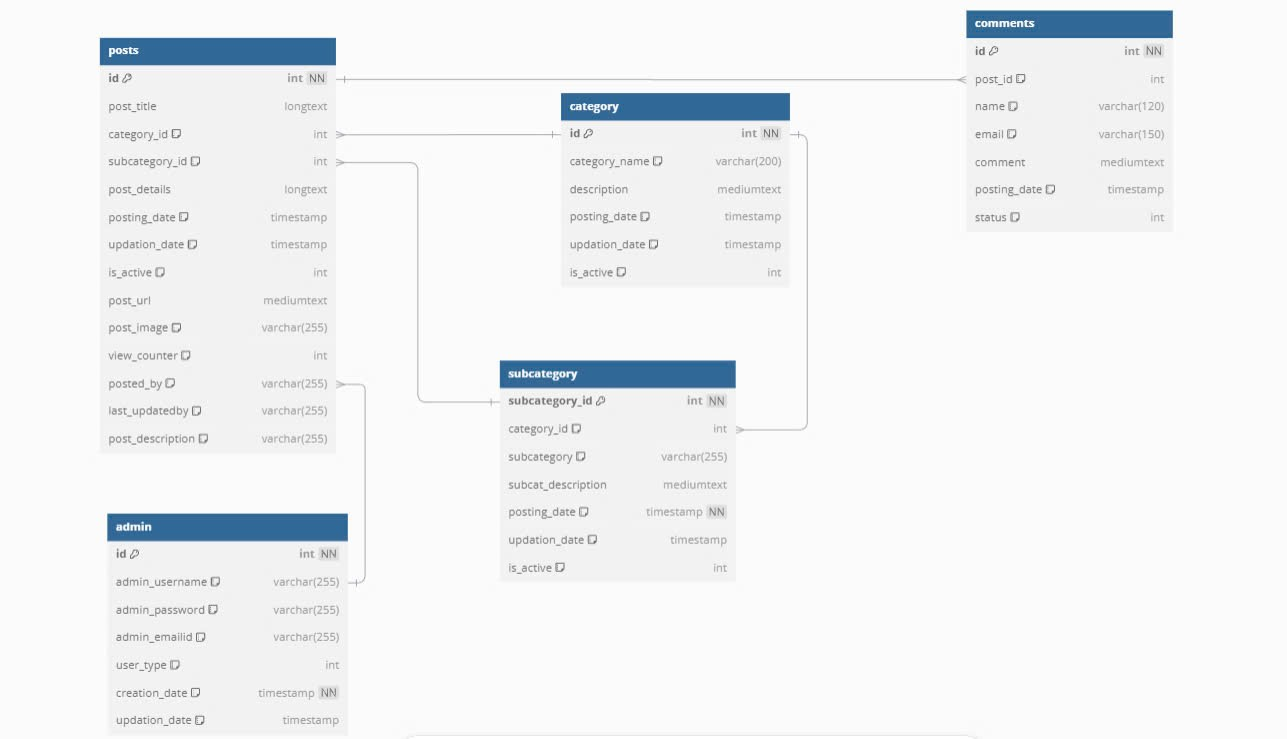 posts
id int NN
post_title longtext
category_id int
subcategory_id int
post_details longtext
posting_date timestamp
updation_date timestamp
is_active int
post_url mediumtext
post_image varchar(255)
view_counter int
posted_by varchar(255)
last_updatedby varchar(255)
post_description varchar(255)
admin
id int NN
admin_username varchar(255)
admin_password varchar(255)
admin_emailid varchar(255)
user_type int
creation_date timestamp NN
updation_date timestamp
category
id int NN
category_name varchar(200)
description mediumtext
posting_date timestamp
updation_date timestamp
is_active int
subcategory
subcategory_id int NN
category_id int
subcategory varchar(255)
subcat_description mediumtext
posting_date timestamp NN
updation_date timestamp
is_active int
comments
id int NN
post_id int
name varchar(120)
email varchar(150)
comment mediumtext
posting_date timestamp
status int